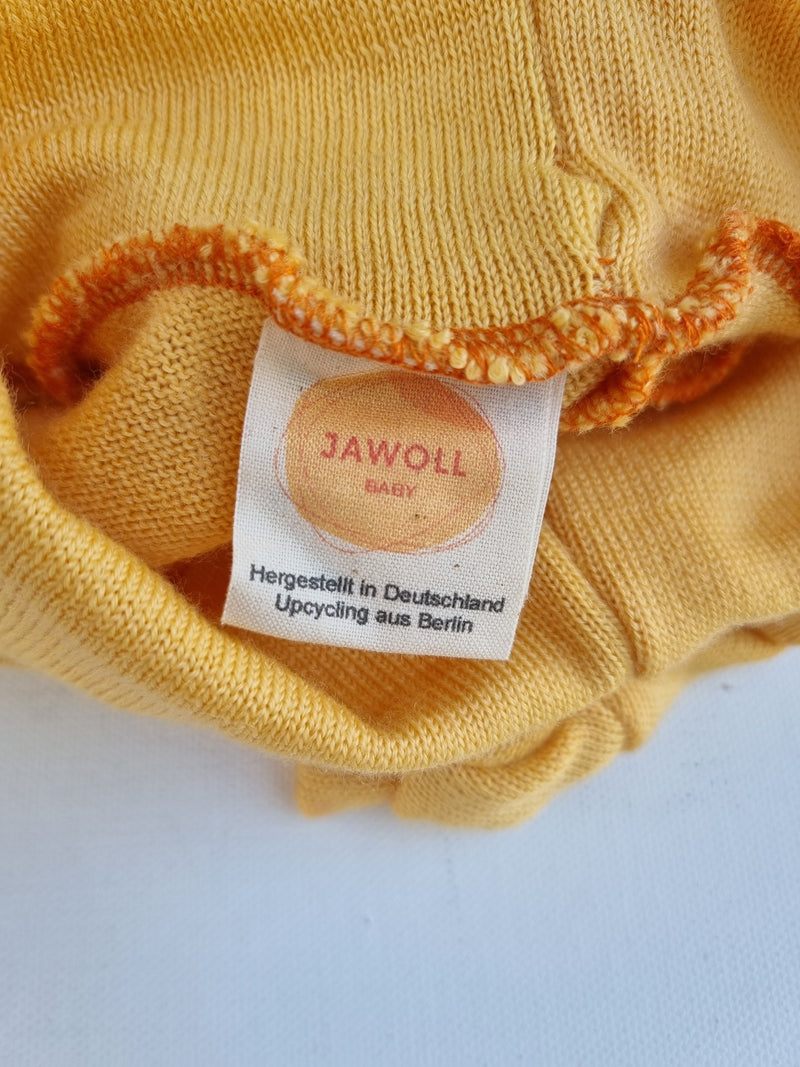 JAWOLL
BABY
Hergestellt in Deutschland
Upcycling aus Berlin